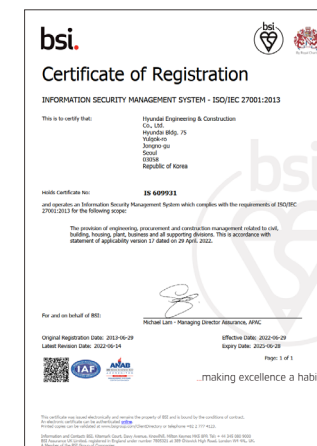 bsi.
bsi
Certificate of Registration
INFORMATION SECURITY MANAGEMENT SYSTEM - ISO/IEC 27001:2013
This is to certify that:
Hyundai Engineering & Construction
Co., Ltd.
Hyundai Bldg. 75
Yulgok-ro
Jongno-gu
Seoul
03058
Republic of Korea
Holds Certificate No:
IS 609931
and operates an Information Security Management System which complies with the requirements of ISO/IEC
27001:2013 for the following scope:
The provision of engineering, procurement and construction management related to civil,
building, housing, plant, business and all supporting divisions. This is accordance with
statement of applicability version 17 dated on 29 April. 2022.
For and on behalf of BSI:
Michael Lam - Managing Director Assurance, APAC
Original Registration Date: 2013-06-29
Effective Date: 2022-06-29
Latest Revision Date: 2022-06-14
Expiry Date: 2025-06-28
Page: 1 of 1
IAF
ANAB
...making excellence a habi
This certificate was issued electronically and remains the property of BSI and is bound by the conditions of contract.
An electronic certificate can be authenticated online.